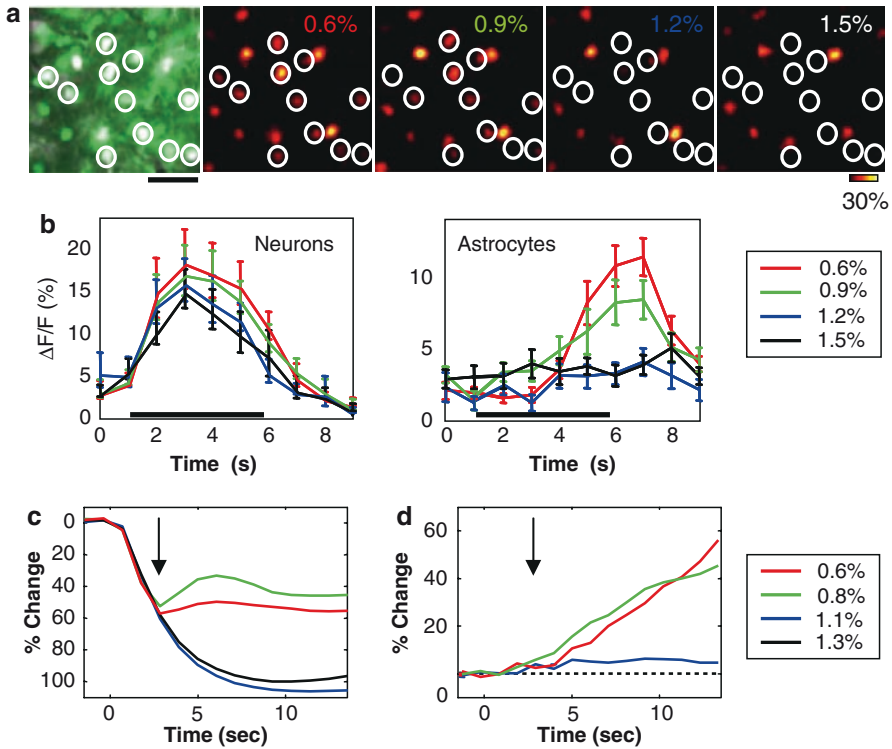 a
0.6%
0.9%
1.2%
1.5%
30%
b
Neurons
Astrocytes
ΔF/F (%)
20
15
10
5
0
0 2 4 6 8
Time (s)
10
5
0
0 2 4 6 8
Time (s)
0.6%
0.9%
1.2%
1.5%
c
% Change
0
20
40
60
80
100
0 5 10
Time (sec)
d
% Change
60
40
20
0
0 5 10
Time (sec)
0.6%
0.8%
1.1%
1.3%